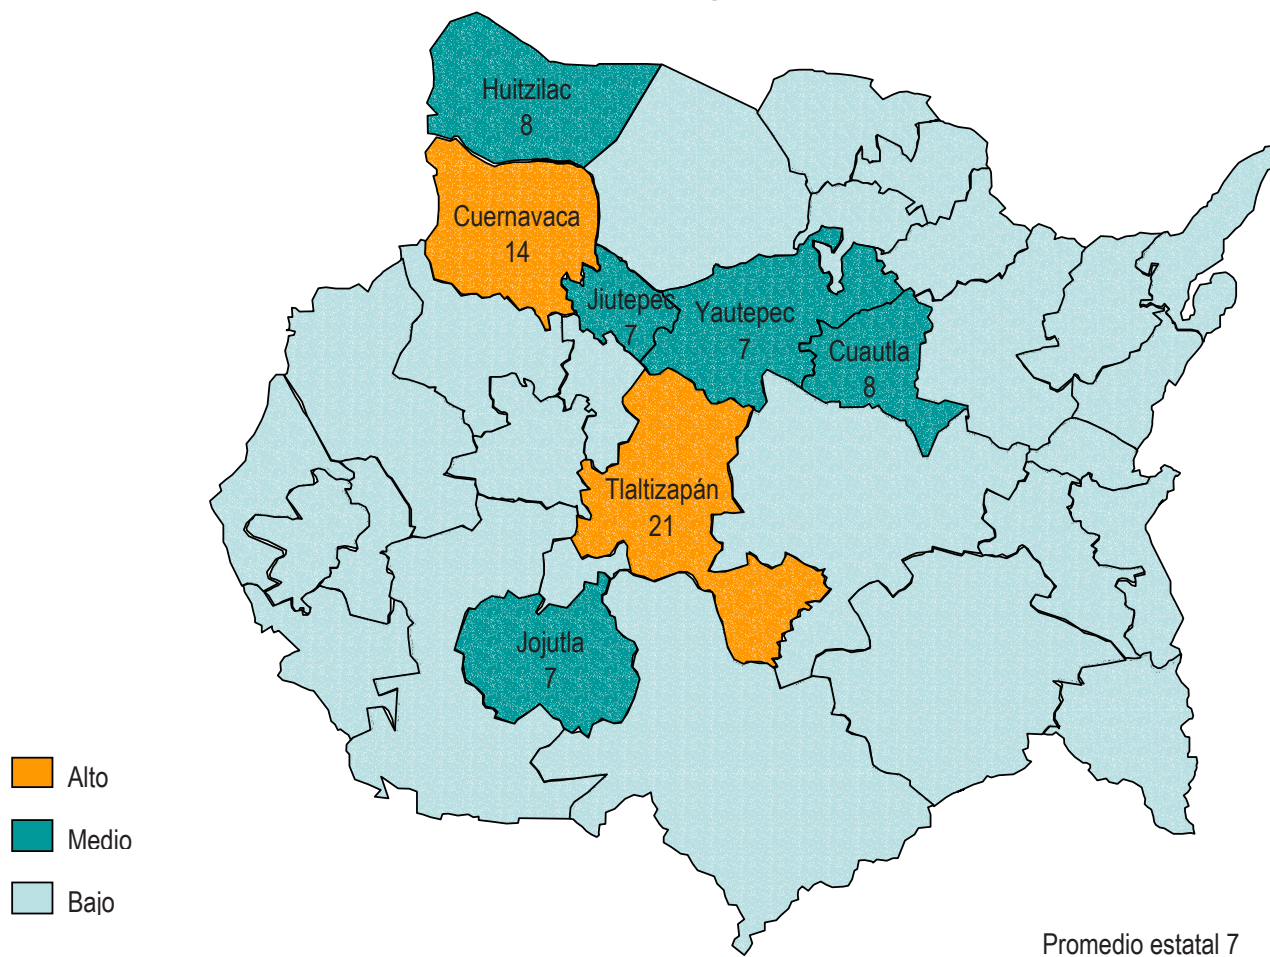 Huitzilac
8
Cuernavaca
14
Jiutepec
7
Yautepec
7
Cuautla
8
Tlaltizapán
21
Jojutla
7
Alto
Medio
Bajo
Promedio estatal 7